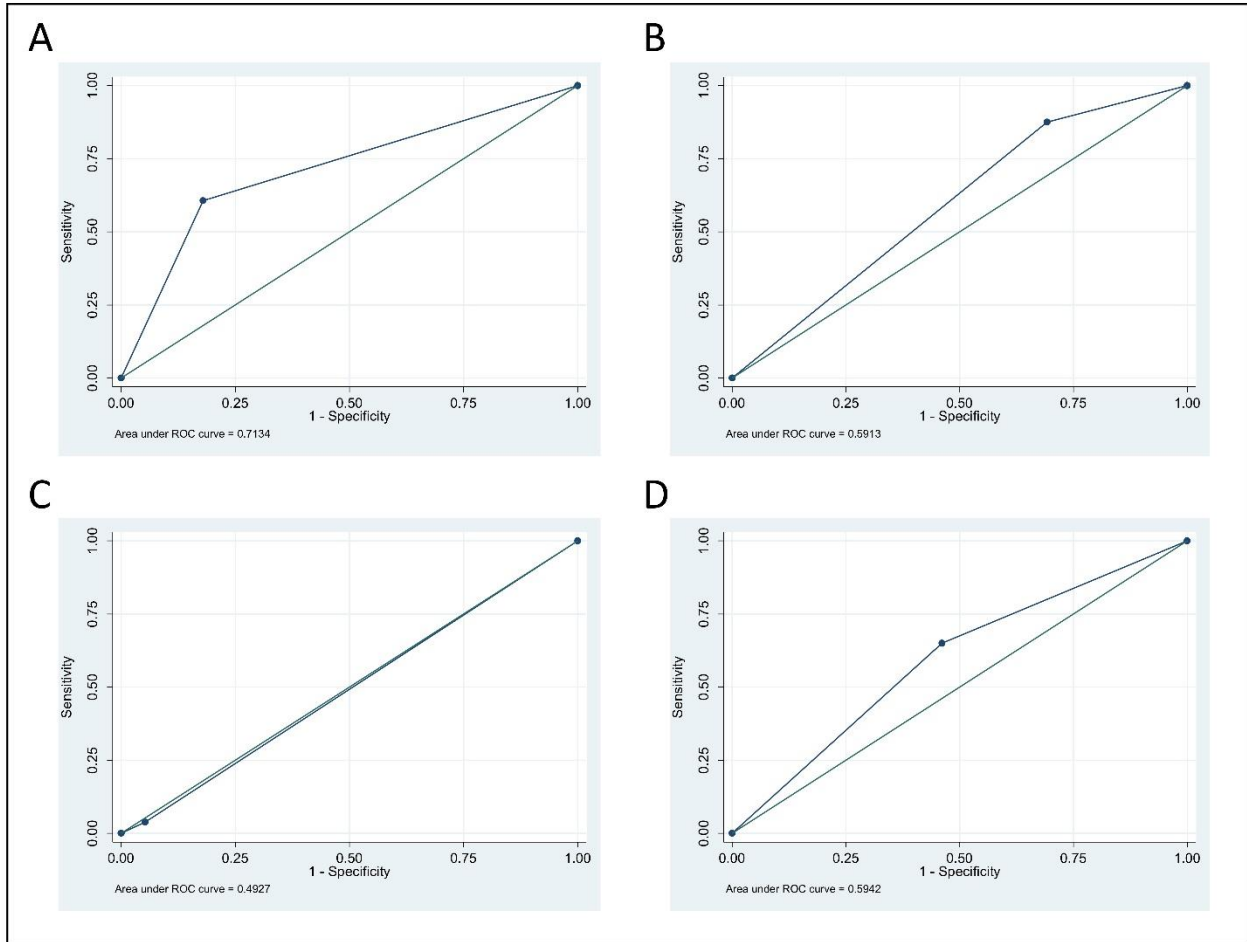 A
1.00
0.75
0.50
0.25
0.00
Sensitivity
0.00 0.25 0.50 0.75 1.00
1 - Specificity
Area under ROC curve = 0.7134
B
1.00
0.75
0.50
0.25
0.00
Sensitivity
0.00 0.25 0.50 0.75 1.00
1 - Specificity
Area under ROC curve = 0.5913
C
1.00
0.75
0.50
0.25
0.00
Sensitivity
0.00 0.25 0.50 0.75 1.00
1 - Specificity
Area under ROC curve = 0.4927
D
1.00
0.75
0.50
0.25
0.00
Sensitivity
0.00 0.25 0.50 0.75 1.00
1 - Specificity
Area under ROC curve = 0.5942